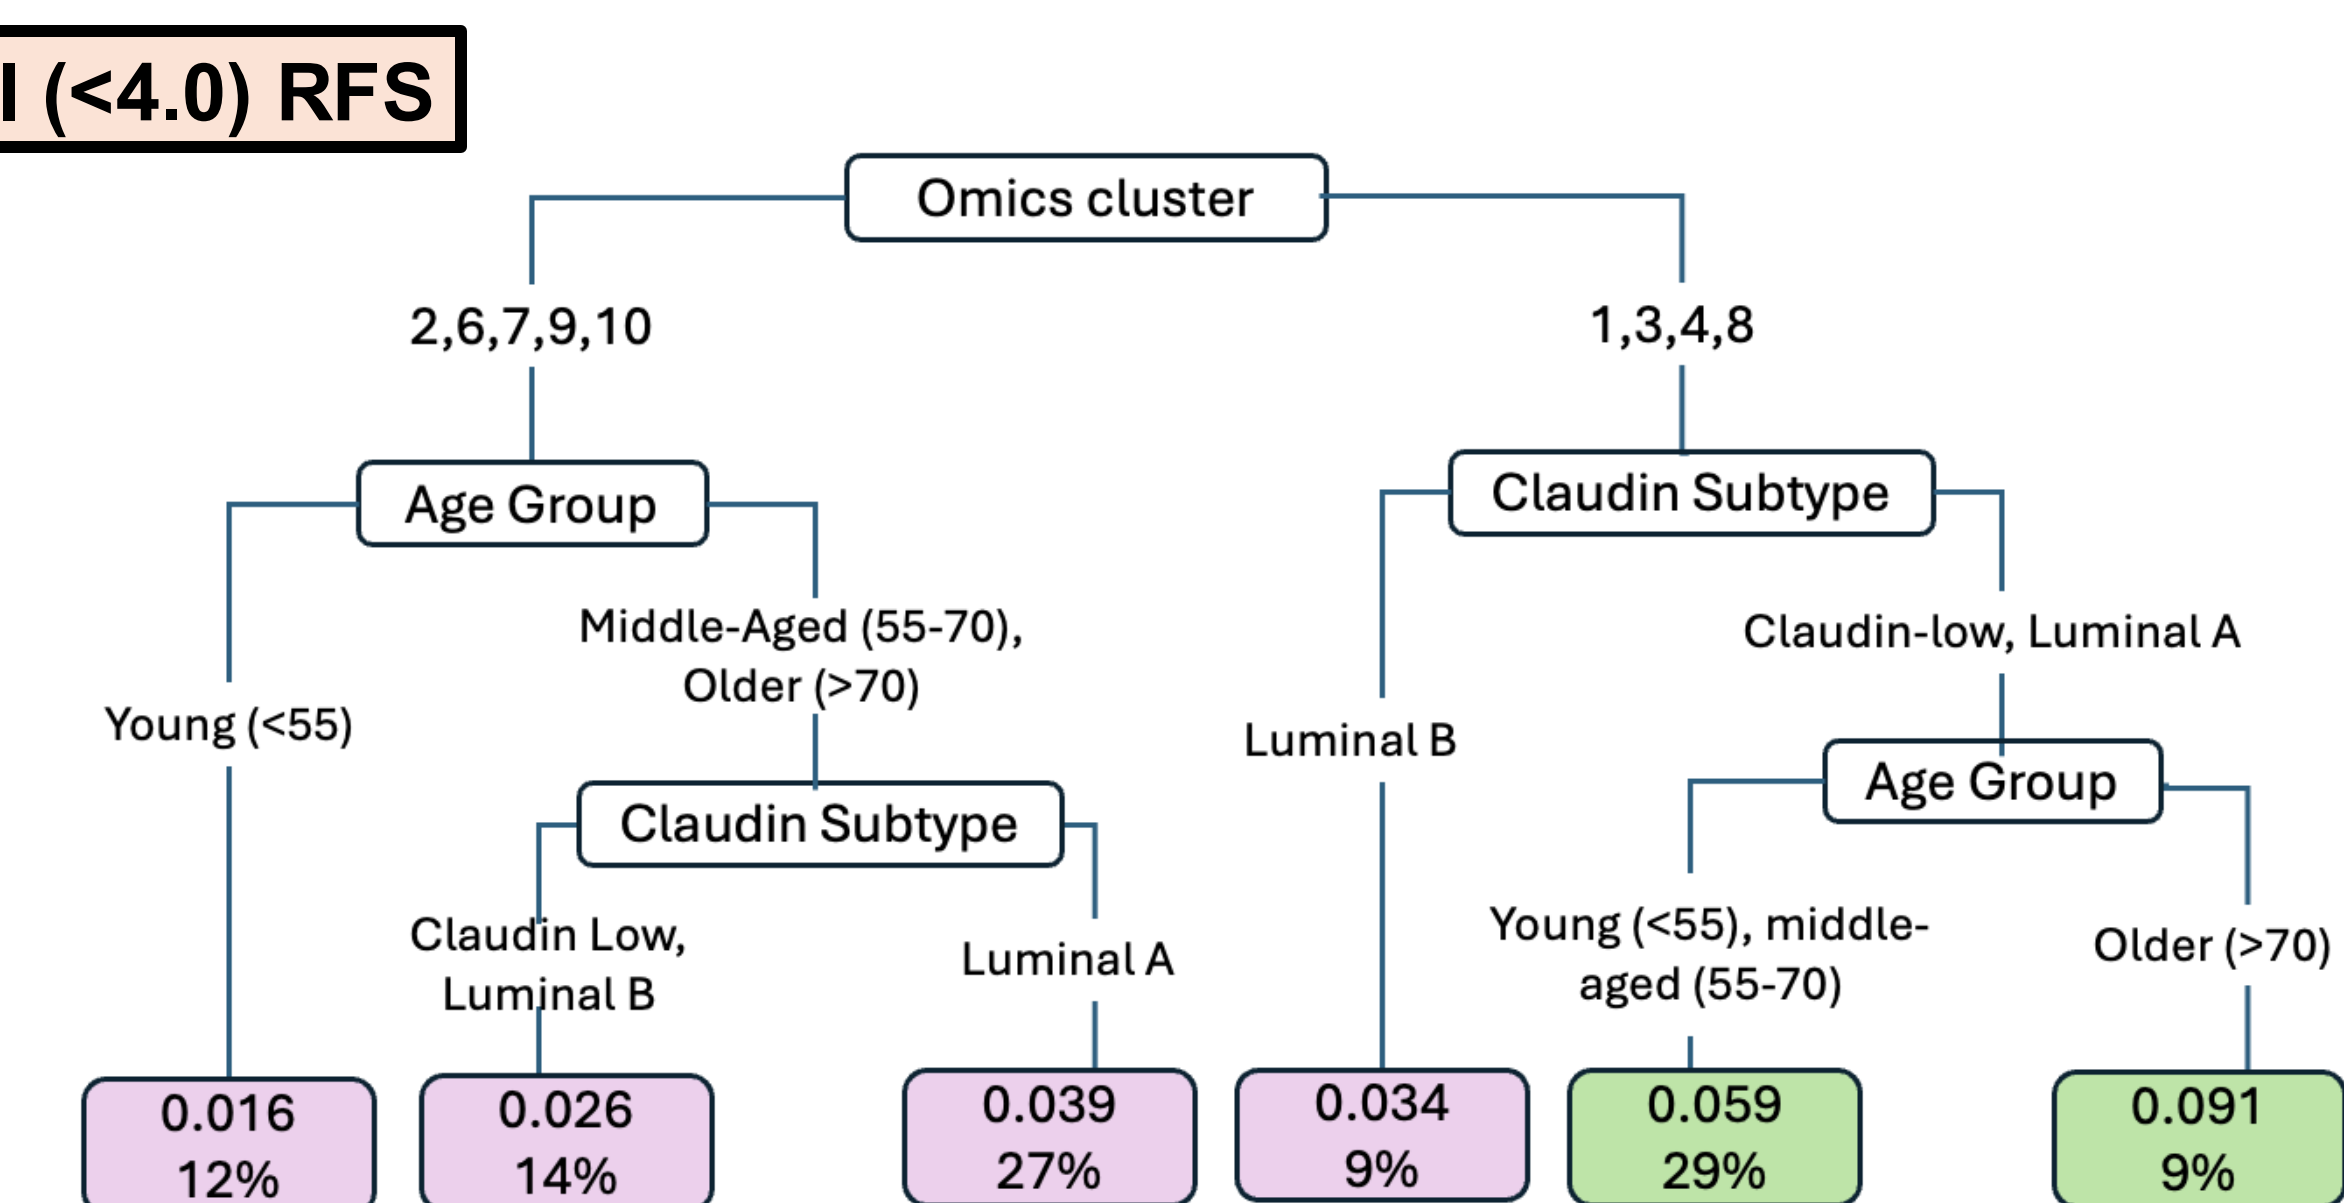 I (<4.0) RFS
Omics cluster
2,6,7,9,10
1,3,4,8
Age Group
Claudin Subtype
Middle-Aged (55-70),
Older (>70)
Claudin-low, Luminal A
Young (<55)
Luminal B
Age Group
Claudin Subtype
Claudin Low,
Luminal B
Luminal A
Young (<55), middle-
aged (55-70)
Older (>70)
0.016
12%
0.026
14%
0.039
27%
0.034
9%
0.059
29%
0.091
9%